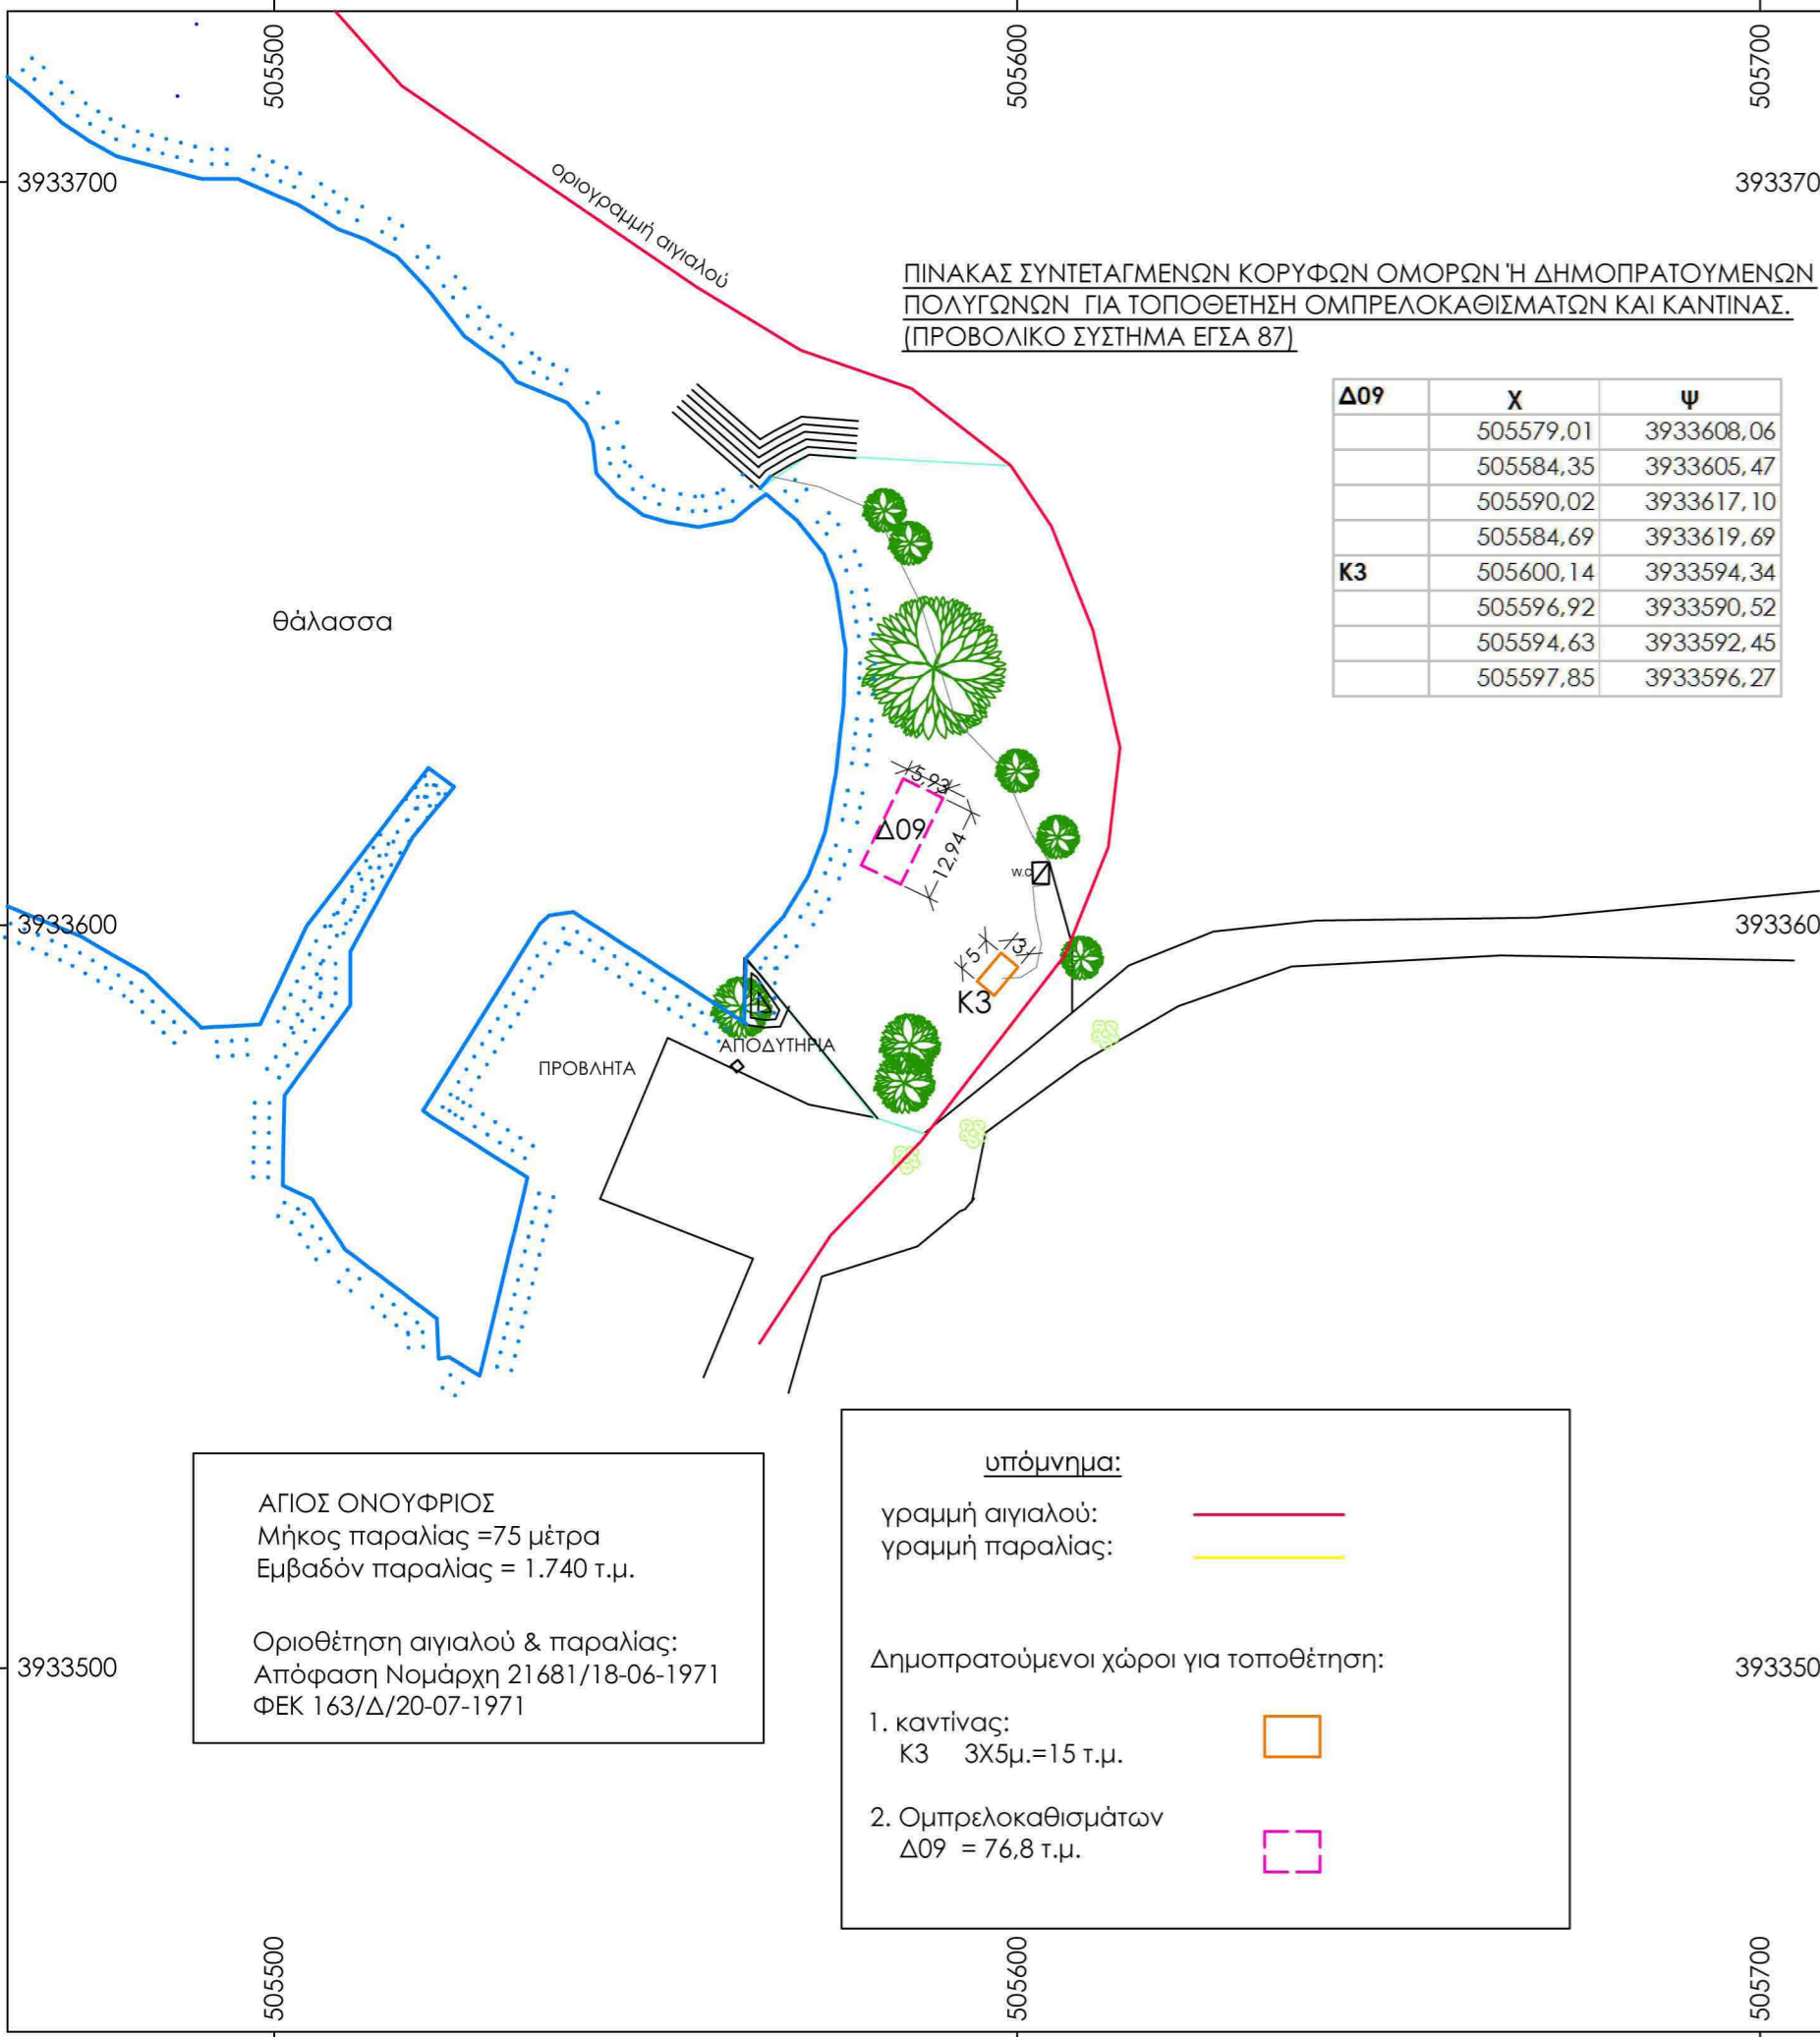 505500
505600
505700
3933700
393370
οριογραμμή αιγιαλού
ΠΙΝΑΚΑΣ ΣΥΝΤΕΤΑΓΜΕΝΩΝ ΚΟΡΥΦΩΝ ΟΜΟΡΩΝ Ή ΔΗΜΟΠΡΑΤΟΥΜΕΝΩΝ
ΠΟΛΥΓΩΝΩΝ ΓΙΑ ΤΟΠΟΘΕΤΗΣΗ ΟΜΠΡΕΛΟΚΑΘΙΣΜΑΤΩΝ ΚΑΙ ΚΑΝΤΙΝΑΣ.
(ΠΡΟΒΟΛΙΚΟ ΣΥΣΤΗΜΑ ΕΓΣΑ 87)
Δ09 χ ψ
505579,01 3933608,06
505584,35 3933605,47
505590,02 3933617,10
505584,69 3933619,69
Κ3 505600,14 3933594,34
505596,92 3933590,52
505594,63 3933592,45
505597,85 3933596,27
θάλασσα
5,93
Δ09
12,94
w.c
3933600
393360
5
3
Κ3
ΑΠΟΔΥΤΗΡΙΑ
ΠΡΟΒΛΗΤΑ
ΑΓΙΟΣ ΟΝΟΥΦΡΙΟΣ
Μήκος παραλίας =75 μέτρα
Εμβαδόν παραλίας = 1.740 τ.μ.
Οριοθέτηση αιγιαλού & παραλίας:
Απόφαση Νομάρχη 21681/18-06-1971
ΦΕΚ 163/Δ/20-07-1971
υπόμνημα:
γραμμή αιγιαλού:
γραμμή παραλίας:
Δημοπρατούμενοι χώροι για τοποθέτηση:
1. καντίνας:
Κ3 3Χ5μ.=15 τ.μ.
2. Ομπρελοκαθισμάτων
Δ09 = 76,8 τ.μ.
3933500
393350
505500
505600
505700